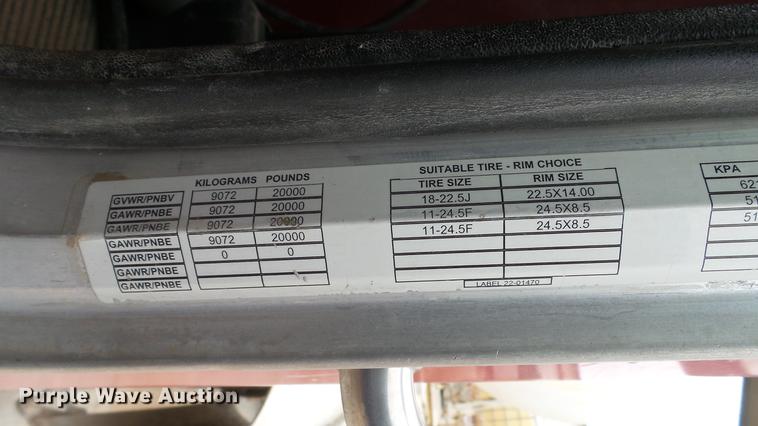 KILOGRAMS POUNDS SUITABLE TIRE - RIM CHOICE
TIRE SIZE RIM SIZE KPA
GVWR/PNBV 9072 20000 18-22.5J 22.5X14.00 62
GAWR/PNBE 9072 20000 11-24.5F 24.5X8.5 51
GAWR/PNBE 9072 20000 11-24.5F 24.5X8.5 51
GAWR/PNBE 9072 20000
GAWR/PNBE 0 0
GAWR/PNBE
GAWR/PNBE
LABEL 22-01470
Purple Wave Auction